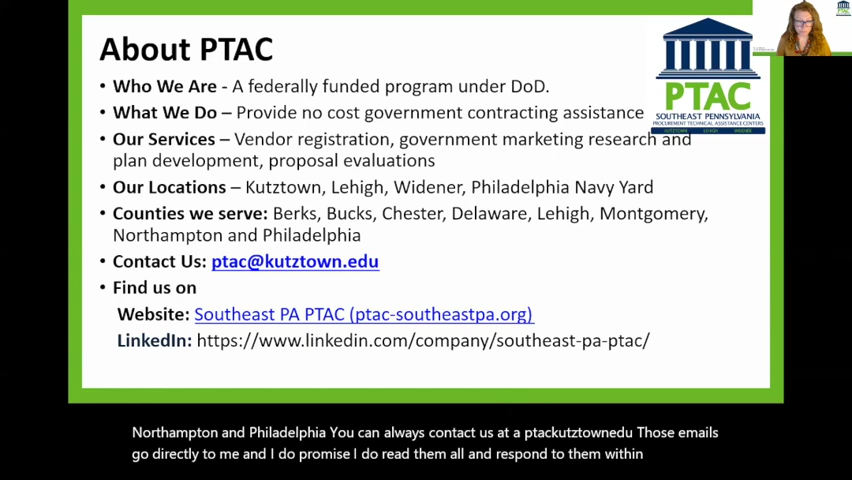 About PTAC
• Who We Are - A federally funded program under DoD.
• What We Do – Provide no cost government contracting assistance
• Our Services – Vendor registration, government marketing research and
plan development, proposal evaluations
• Our Locations – Kutztown, Lehigh, Widener, Philadelphia Navy Yard
• Counties we serve: Berks, Bucks, Chester, Delaware, Lehigh, Montgomery,
Northampton and Philadelphia
• Contact Us: ptac@kutztown.edu
• Find us on
Website: Southeast PA PTAC (ptac-southeastpa.org)
LinkedIn: https://www.linkedin.com/company/southeast-pa-ptac/
PTAC
SOUTHEAST PENNSYLVANIA
PROCUREMENT TECHNICAL ASSISTANCE CENTERS
KUTZTOWN LEHIGH WIDENER
Northampton and Philadelphia You can always contact us at a ptackutztownedu Those emails
go directly to me and I do promise I do read them all and respond to them within